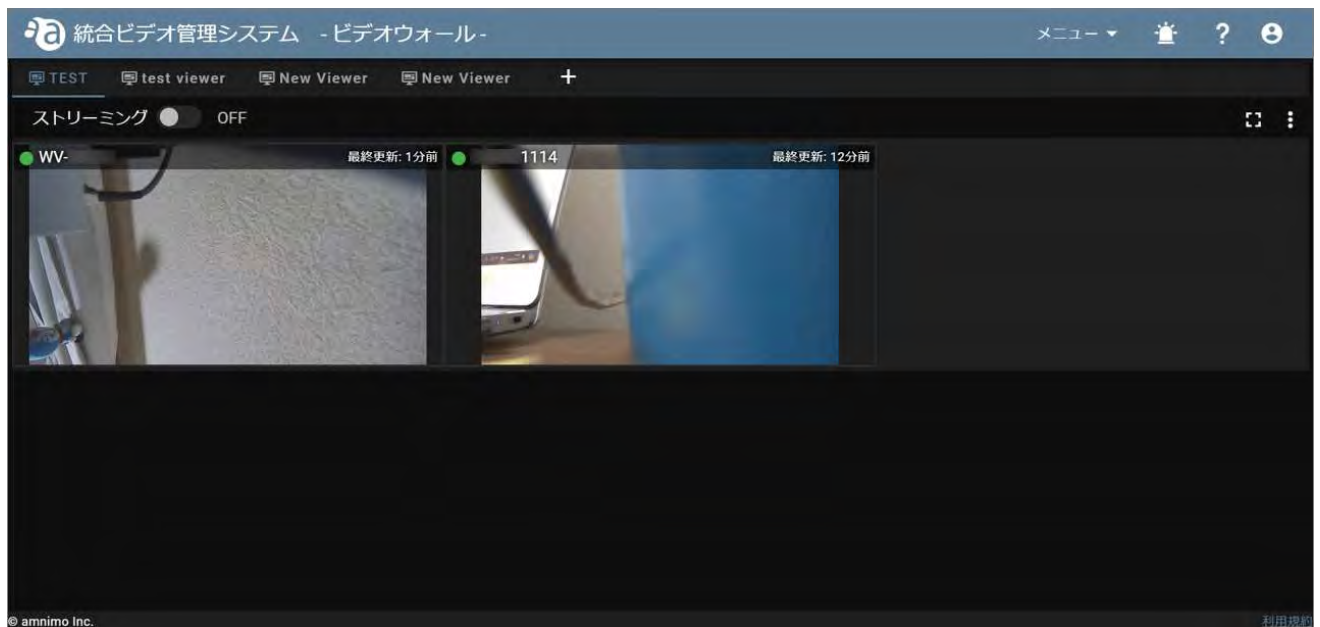 統合ビデオ管理システム - ビデオウォール -
メニュー
?
TEST
test viewer
New Viewer
New Viewer
+
ストリーミング
OFF
WV-
最終更新: 1分前
1114
最終更新: 12分前
© amnimo Inc.
利用規約